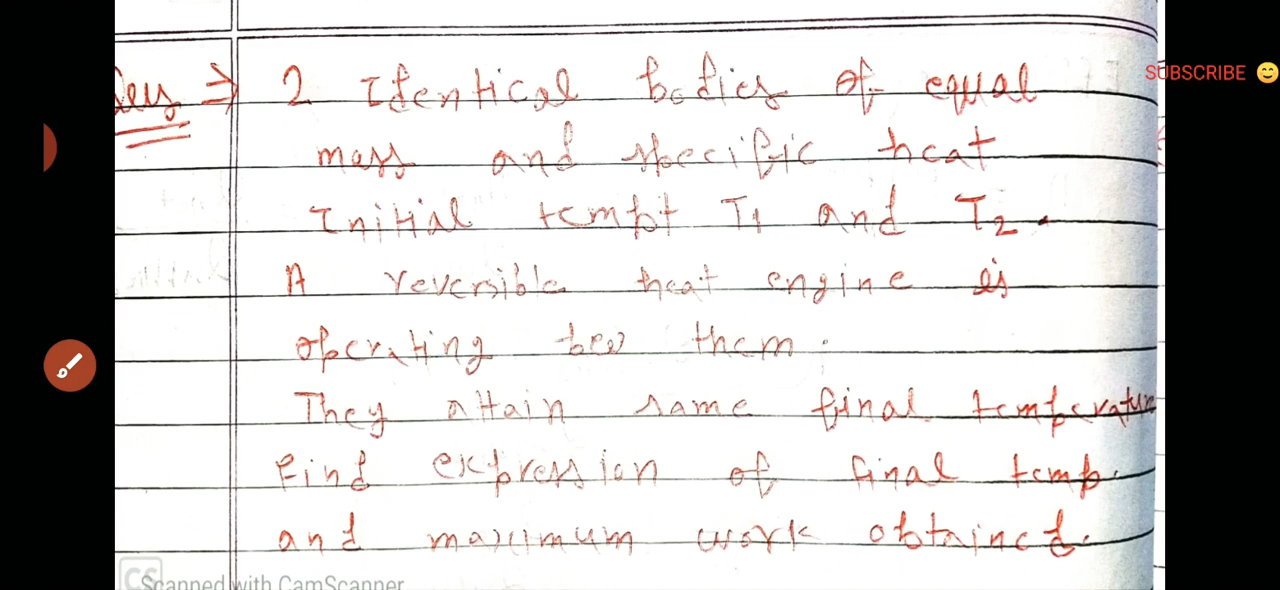 Ques ⇒ 2 Identical bodies of equal
SUBSCRIBE 😊
mass and specific heat
Initial tempt T1 and T2.
A reversible heat engine is
operating bew them.
They attain same final temperature
Find expression of final temp.
and maximum work obtained.
CS Scanned with CamScanner